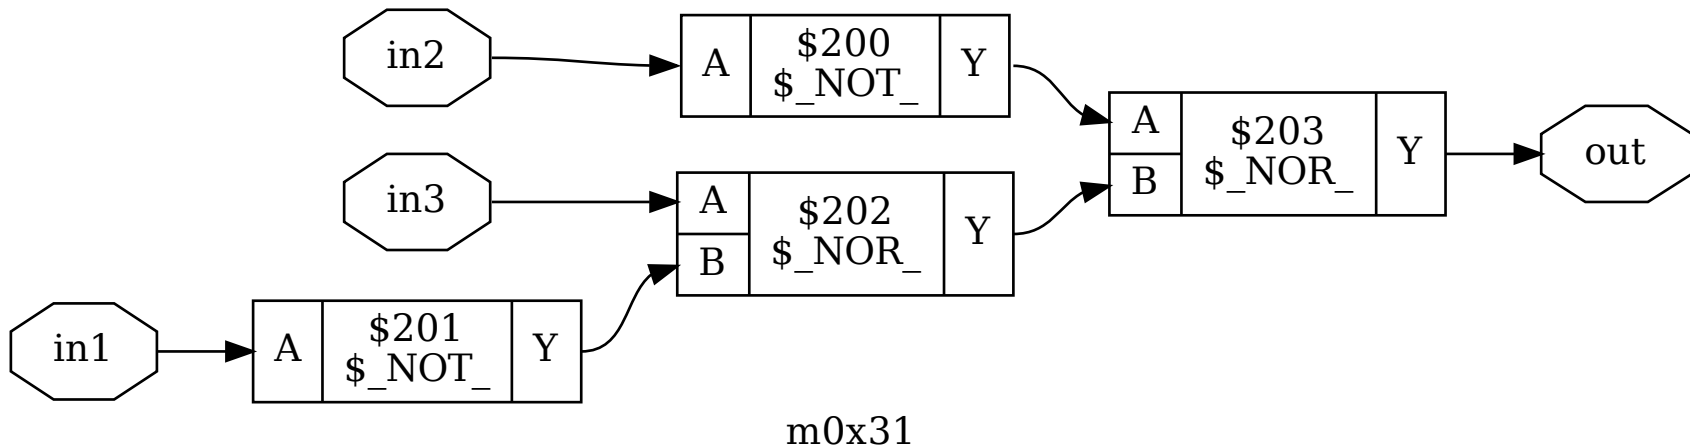 in2
A
$200
$_NOT_
Y
in3
A
B
$202
$_NOR_
Y
A
B
$203
$_NOR_
Y
out
in1
A
$201
$_NOT_
Y
m0x31